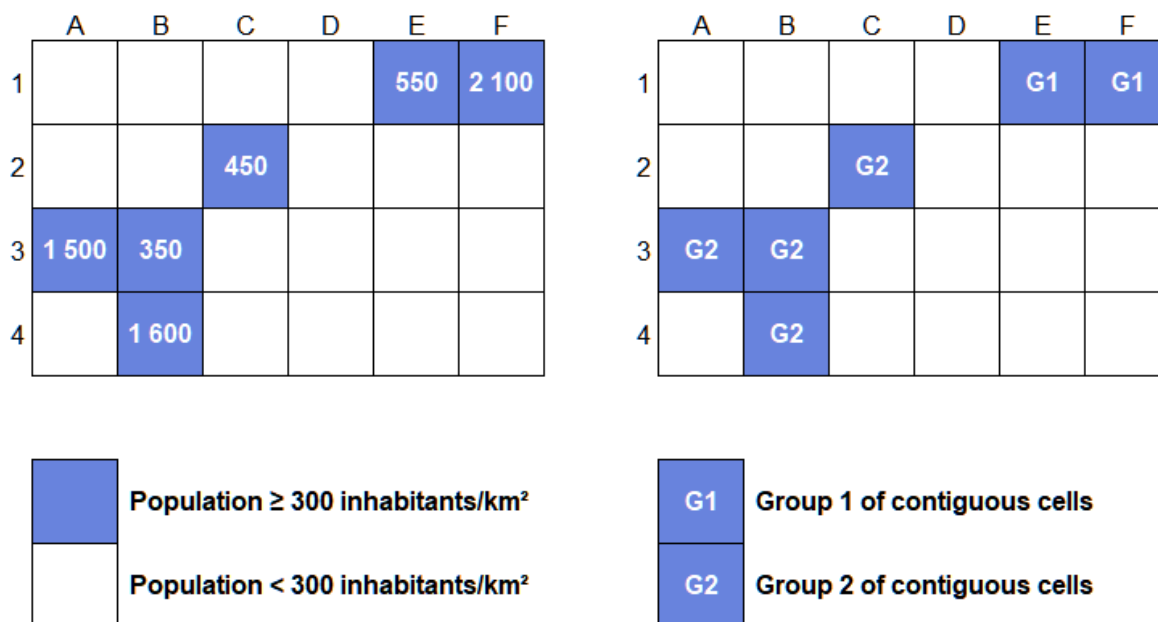 A B C D E F A B C D E F
1 550 2 100 1 G1 G1
2 450 2 G2
3 1 500 350 3 G2 G2
4 1 600 4 G2
Population ≥ 300 inhabitants/km² G1 Group 1 of contiguous cells
Population < 300 inhabitants/km² G2 Group 2 of contiguous cells